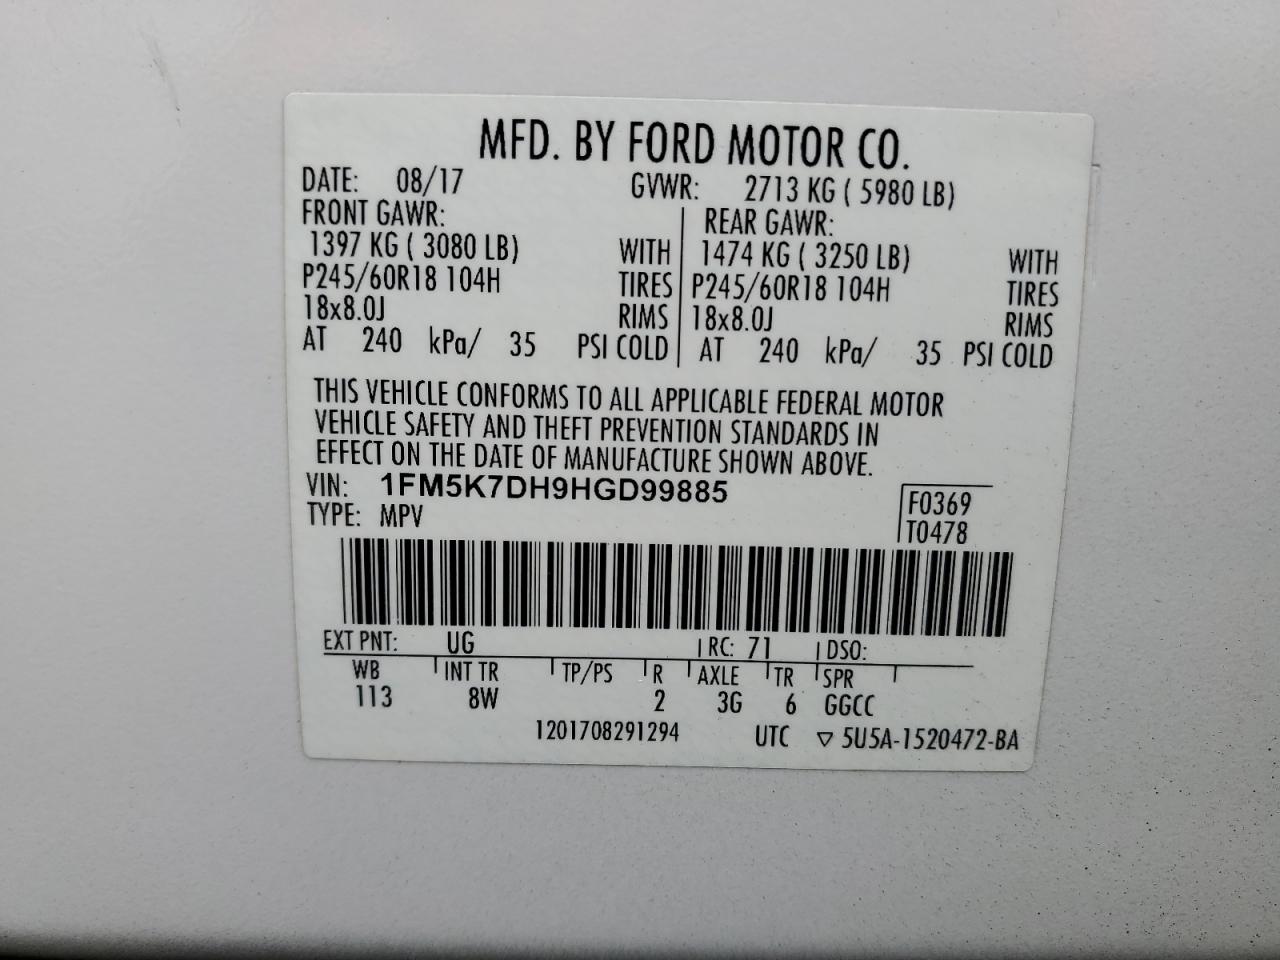 MFD. BY FORD MOTOR CO.
DATE: 08/17 GVWR: 2713 KG ( 5980 LB)
FRONT GAWR: REAR GAWR:
1397 KG ( 3080 LB) WITH 1474 KG ( 3250 LB) WITH
P245/60R18 104H TIRES P245/60R18 104H TIRES
18x8.0J RIMS 18x8.0J RIMS
AT 240 kPa/ 35 PSI COLD AT 240 kPa/ 35 PSI COLD
THIS VEHICLE CONFORMS TO ALL APPLICABLE FEDERAL MOTOR
VEHICLE SAFETY AND THEFT PREVENTION STANDARDS IN
EFFECT ON THE DATE OF MANUFACTURE SHOWN ABOVE.
VIN: 1FM5K7DH9HGD99885 F0369
TYPE: MPV T0478
EXT PNT: UG RC: 71 DSO:
WB INT TR TP/PS R AXLE TR SPR
113 8W 2 3G 6 GGCC
1201708291294 UTC ▽ 5U5A-1520472-BA